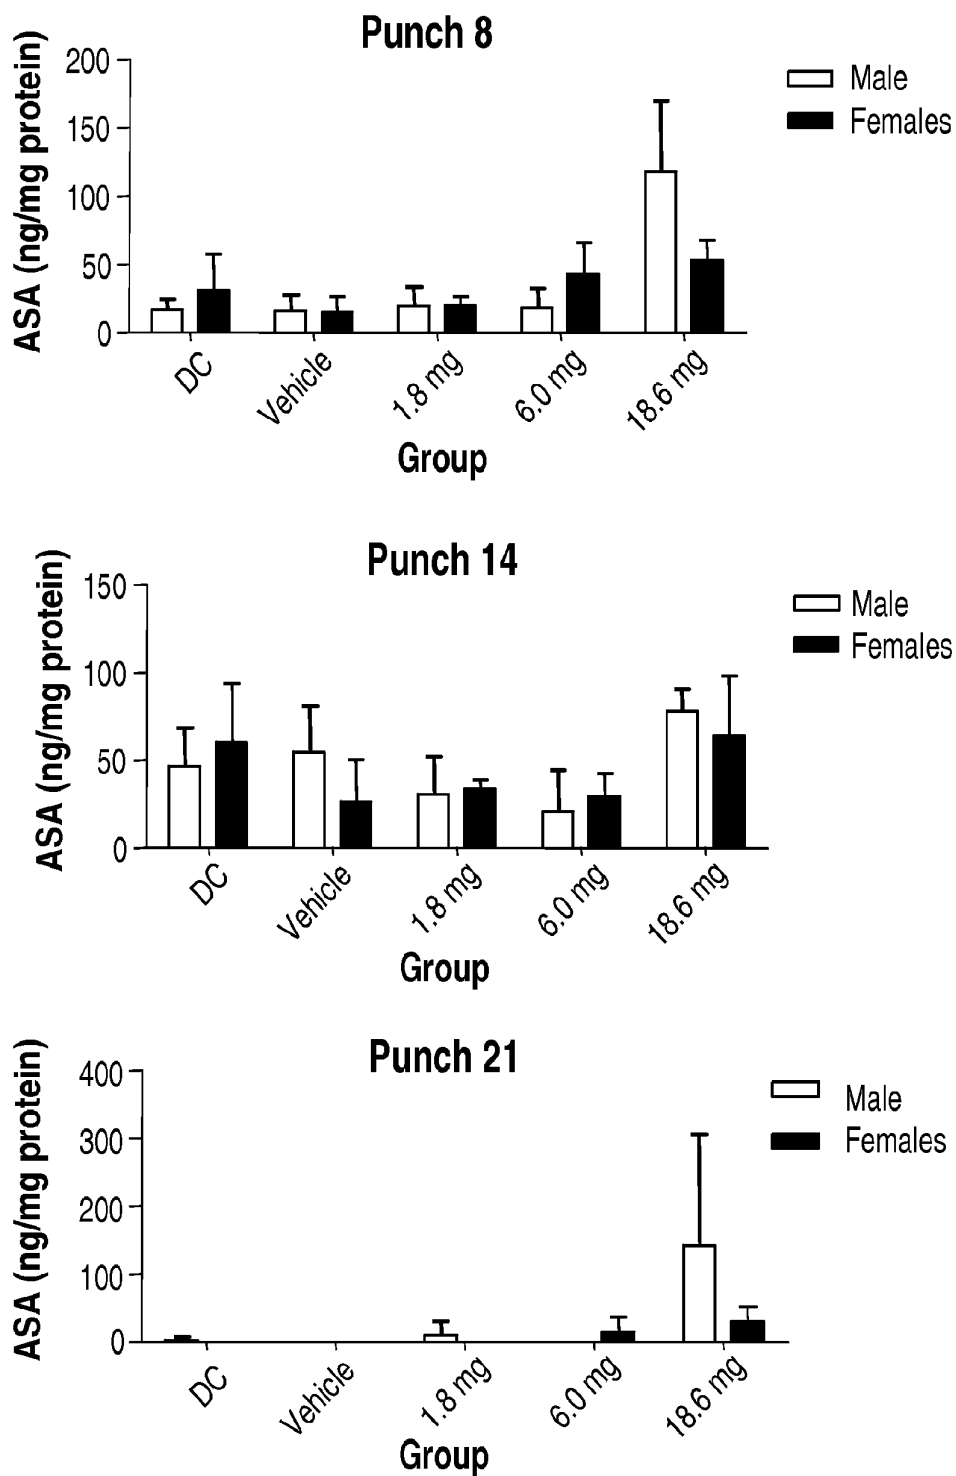 Punch 8
ASA (ng/mg protein)
200
150
100
50
0
Male
Females
DC
Vehicle
1.8 mg
6.0 mg
18.6 mg
Group
Punch 14
ASA (ng/mg protein)
150
100
50
0
Male
Females
DC
Vehicle
1.8 mg
6.0 mg
18.6 mg
Group
Punch 21
ASA (ng/mg protein)
400
300
200
100
0
Male
Females
DC
Vehicle
1.8 mg
6.0 mg
18.6 mg
Group